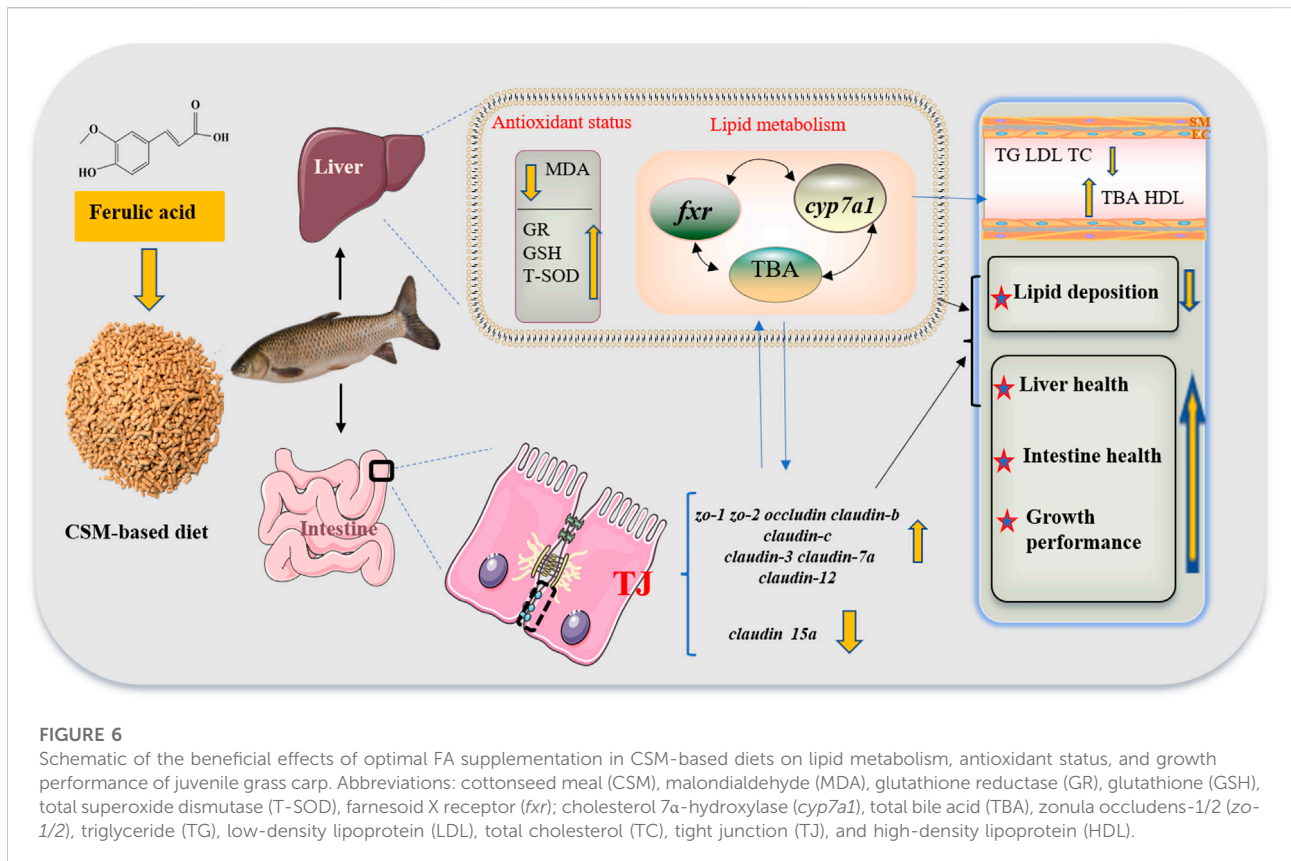 O
O
OH
HO
Ferulic acid
CSM-based diet
Liver
Intestine
Antioxidant status
MDA
GR
GSH
T-SOD
Lipid metabolism
fxr
cyp7a1
TBA
TJ
zo-1 zo-2 occludin claudin-b
claudin-c
claudin-3 claudin-7a
claudin-12
claudin 15a
SM
EC
TG LDL TC
TBA HDL
Lipid deposition
Liver health
Intestine health
Growth
performance
FIGURE 6
Schematic of the beneficial effects of optimal FA supplementation in CSM-based diets on lipid metabolism, antioxidant status, and growth
performance of juvenile grass carp. Abbreviations: cottonseed meal (CSM), malondialdehyde (MDA), glutathione reductase (GR), glutathione (GSH),
total superoxide dismutase (T-SOD), farnesoid X receptor (fxr); cholesterol 7α-hydroxylase (cyp7a1), total bile acid (TBA), zonula occludens-1/2 (zo-
1/2), triglyceride (TG), low-density lipoprotein (LDL), total cholesterol (TC), tight junction (TJ), and high-density lipoprotein (HDL).